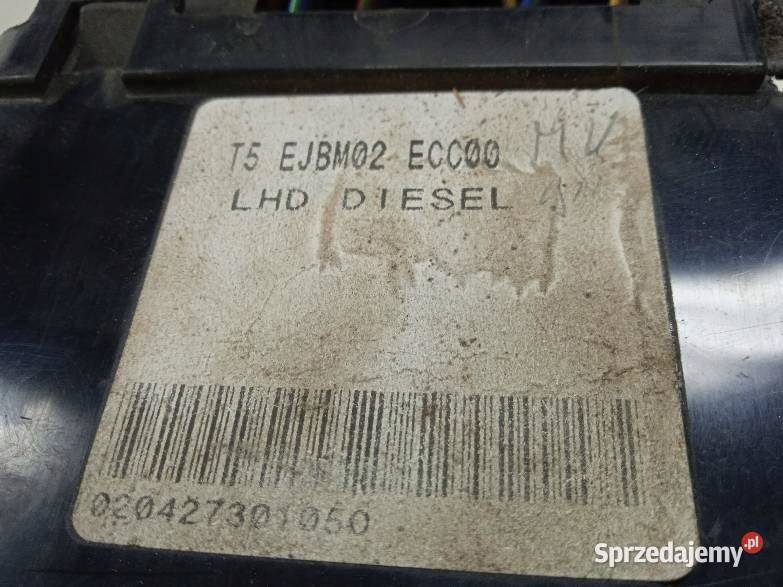 T5 EJBM02 ECC00
LHD DIESEL
020427301050
Sprzedajemy.pl